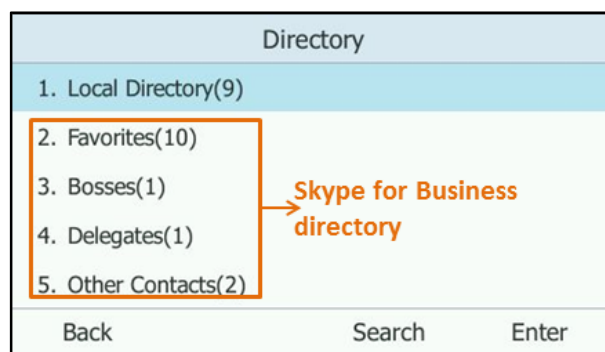 Directory
1. Local Directory(9)
2. Favorites(10)
3. Bosses(1)
4. Delegates(1)
5. Other Contacts(2)
Skype for Business
directory
Back Search Enter